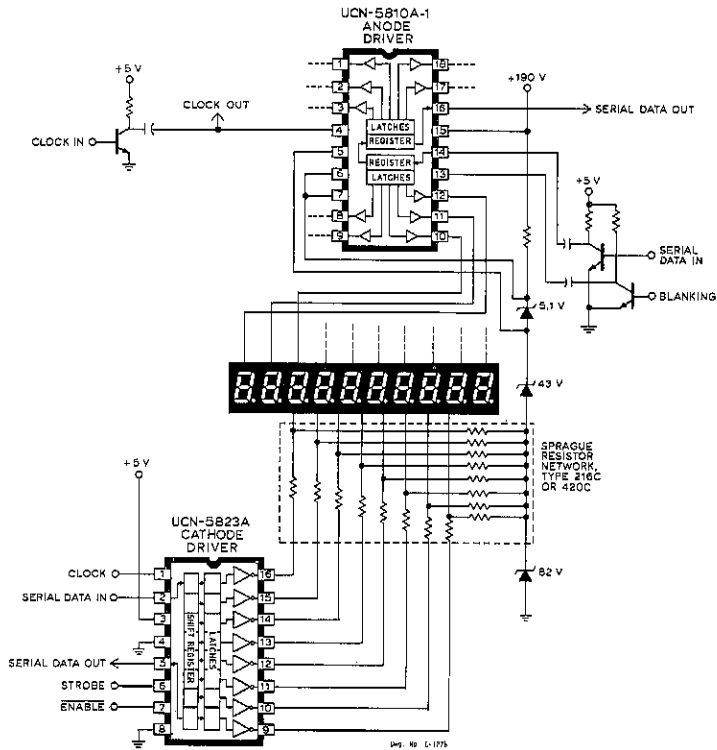 UCN-5810A-1
ANODE
DRIVER
+5 V
+190 V
1
18
2
17
3
16
SERIAL DATA OUT
CLOCK OUT
CLOCK IN
4
15
LATCHES
REGISTER
5
14
REGISTER
LATCHES
6
13
7
12
8
11
9
10
+5 V
SERIAL
DATA IN
BLANKING
5.1 V
43 V
SPRAGUE
RESISTOR
NETWORK,
TYPE 216C
OR 420C
+5 V
UCN-5823A
CATHODE
DRIVER
82 V
CLOCK
1
16
SERIAL DATA IN
2
15
3
14
4
13
SERIAL DATA OUT
5
12
STROBE
6
11
ENABLE
7
10
8
9
SHIFT REGISTER
LATCHES